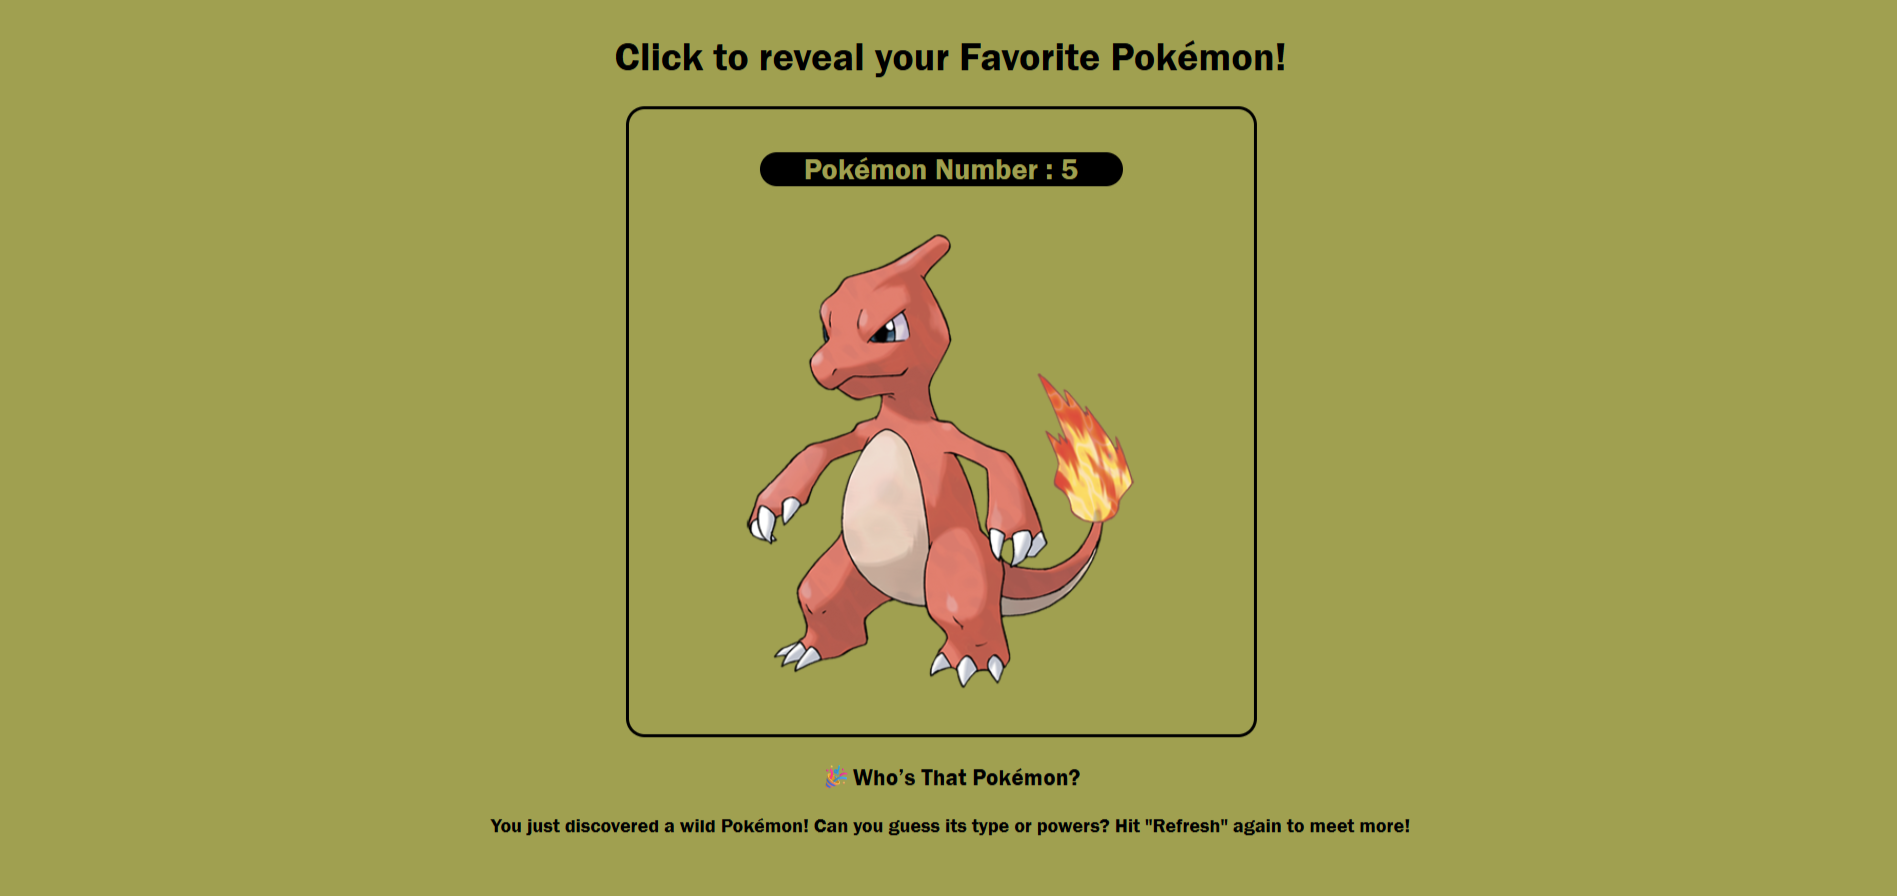 Click to reveal your Favorite Pokémon!
Pokémon Number : 5
🎉 Who’s That Pokémon?
You just discovered a wild Pokémon! Can you guess its type or powers? Hit "Refresh" again to meet more!